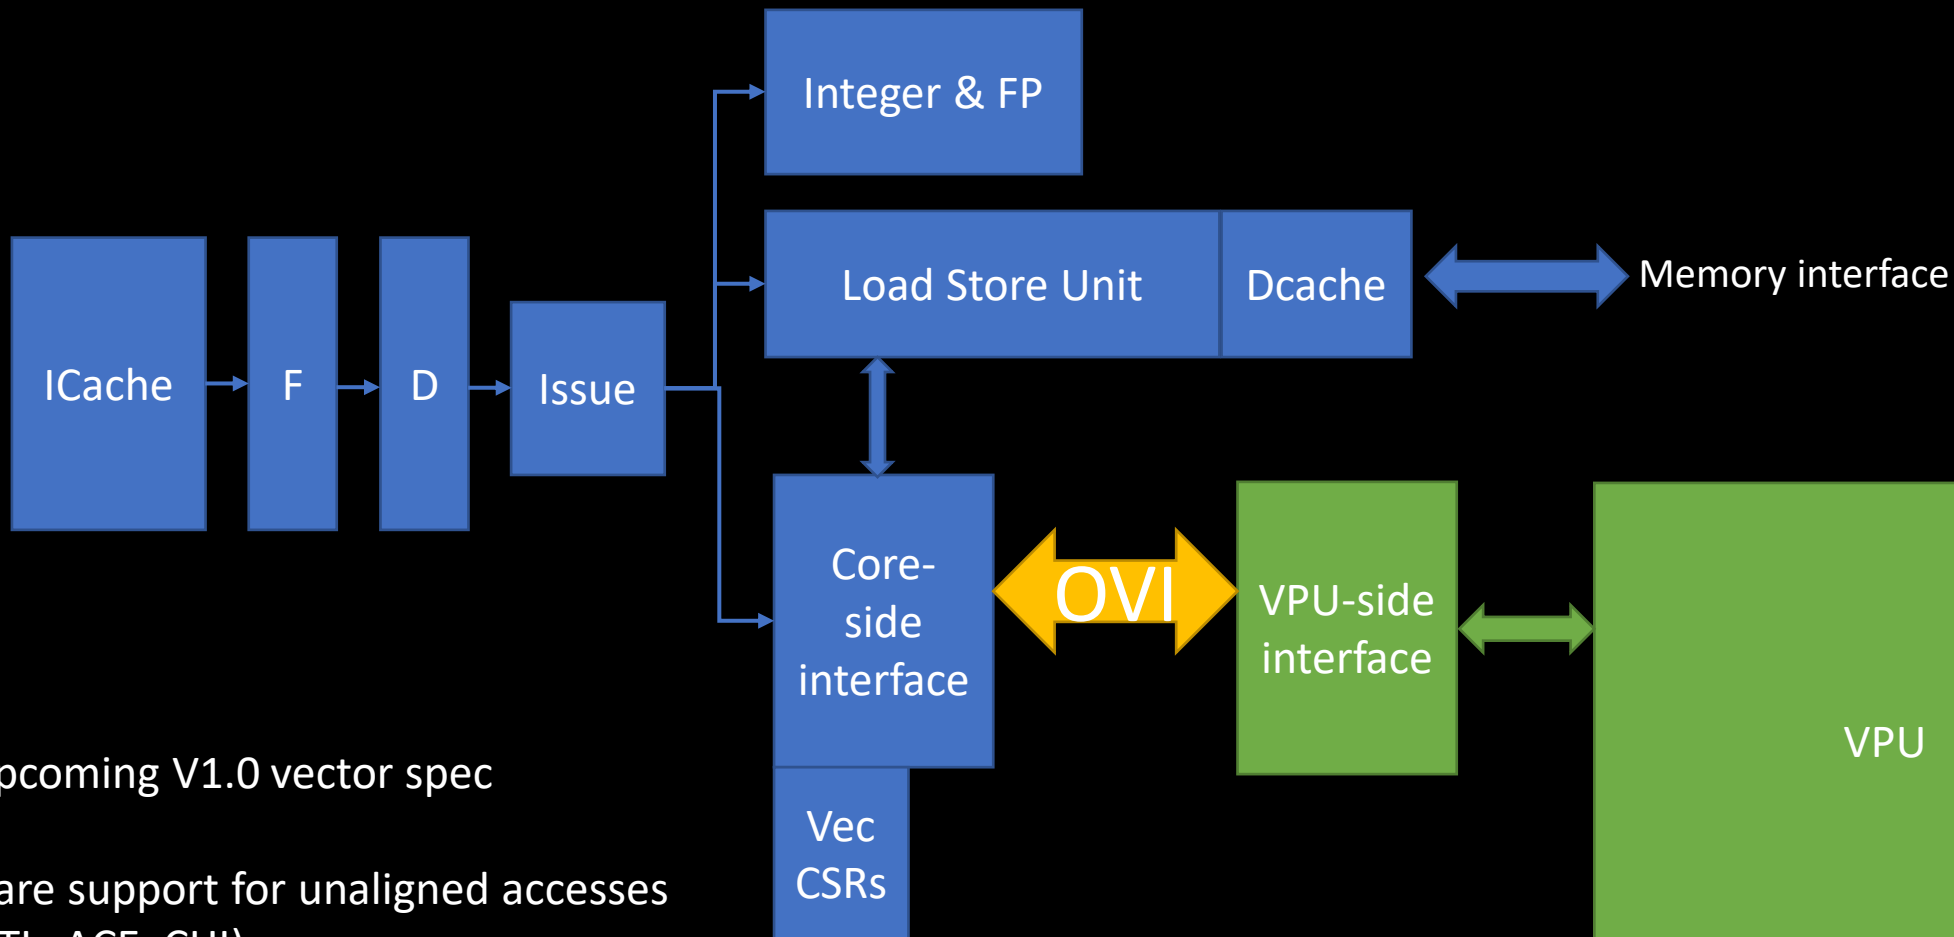 Integer & FP
Load Store Unit
Dcache
Memory interface
ICache
F
D
Issue
Core-
side
interface
OVI
VPU-side
interface
VPU
Vec
CSRs
pcoming V1.0 vector spec
are support for unaligned accesses